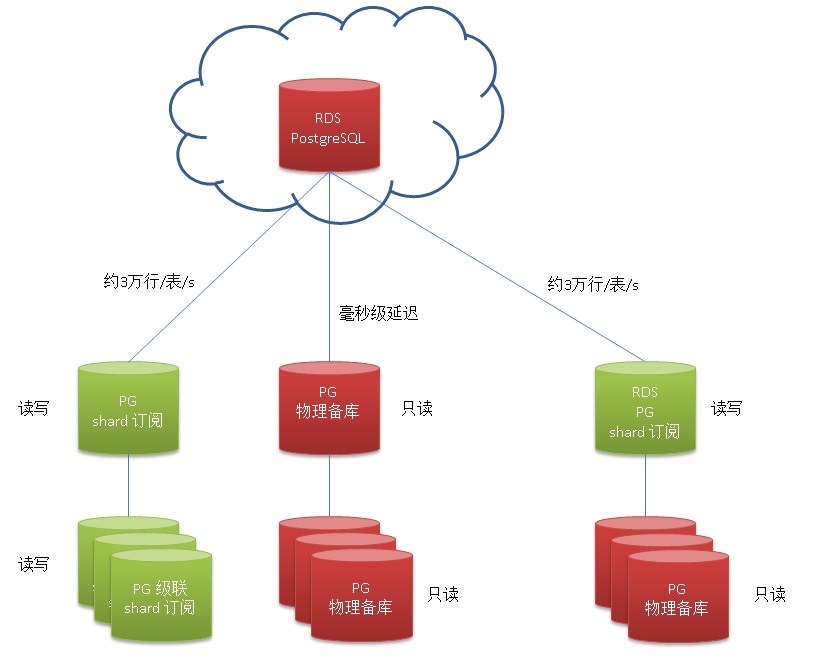 RDS
PostgreSQL
约3万行/表/s
约3万行/表/s
毫秒级延迟
读写
PG
shard 订阅
PG
物理备库
只读
RDS
PG
shard 订阅
读写
读写
PG 级联
shard 订阅
PG
物理备库
只读
PG
物理备库
只读